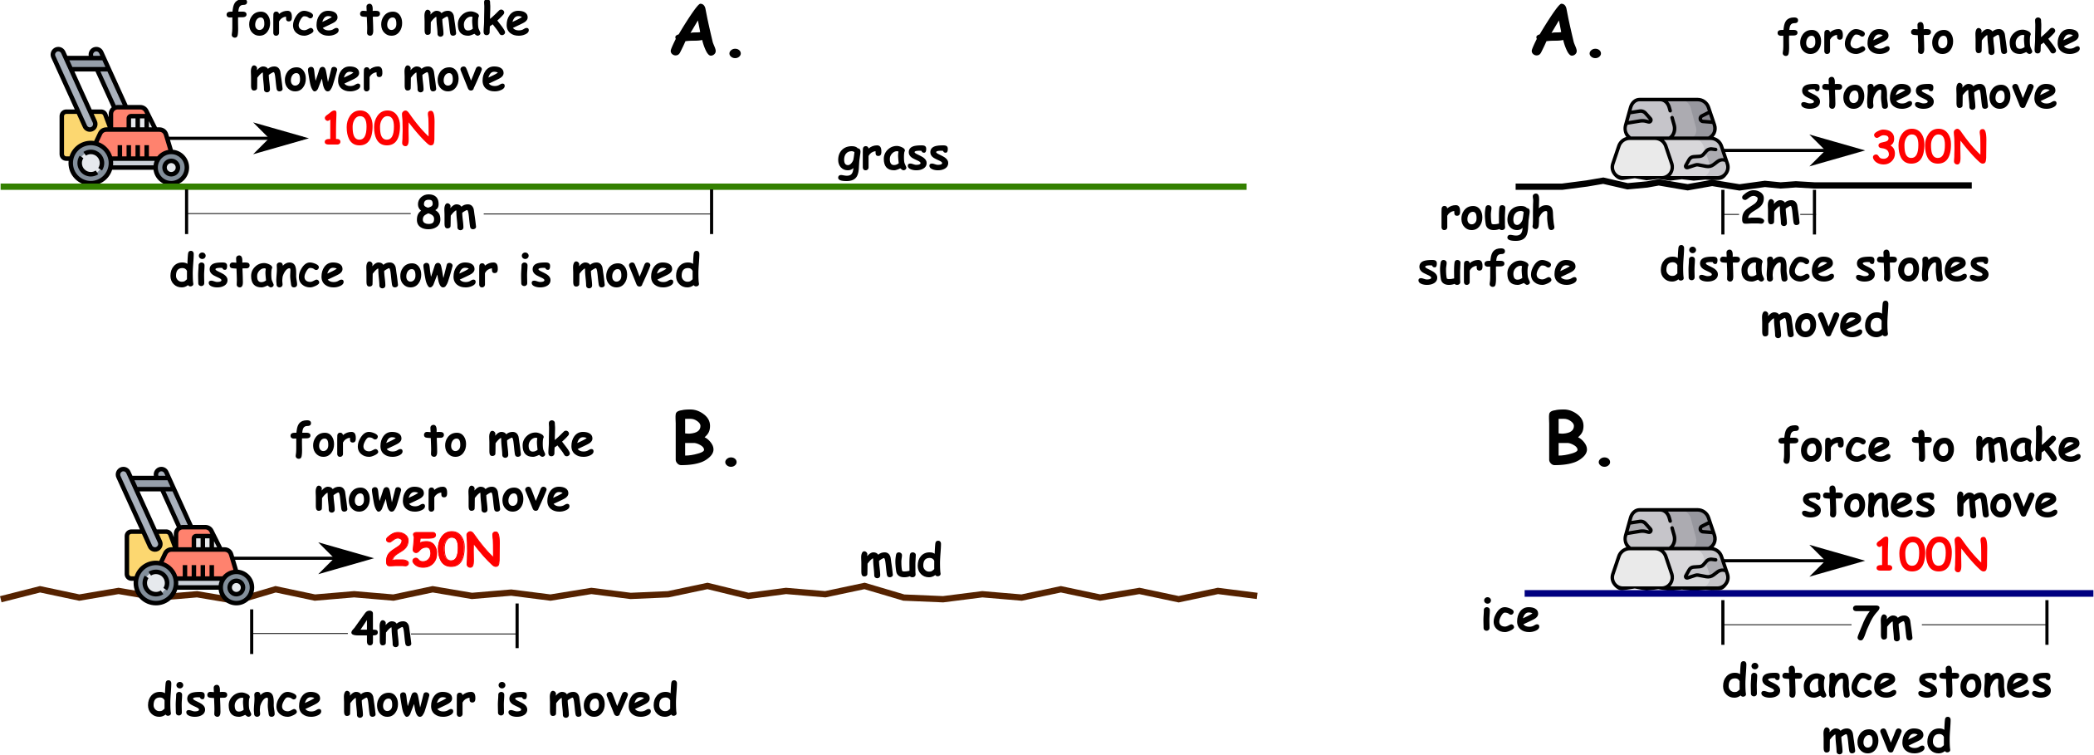 force to make
mower move
100N
A.
grass
8m
distance mower is moved
A.
force to make
stones move
300N
rough
surface
2m
distance stones
moved
force to make
mower move
250N
B.
mud
4m
distance mower is moved
B.
force to make
stones move
100N
ice
7m
distance stones
moved